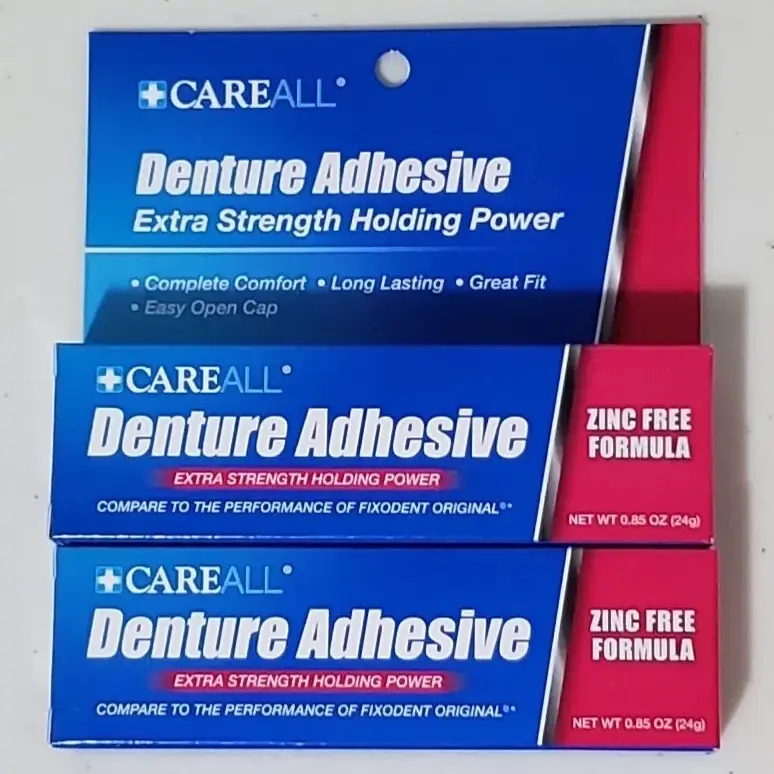 CAREALL®
Denture Adhesive
Extra Strength Holding Power
• Complete Comfort • Long Lasting • Great Fit
• Easy Open Cap
CAREALL®
Denture Adhesive
EXTRA STRENGTH HOLDING POWER
COMPARE TO THE PERFORMANCE OF FIXODENT ORIGINAL®*
ZINC FREE
FORMULA
NET WT 0.85 OZ (24g)
CAREALL®
Denture Adhesive
EXTRA STRENGTH HOLDING POWER
COMPARE TO THE PERFORMANCE OF FIXODENT ORIGINAL®*
ZINC FREE
FORMULA
NET WT 0.85 OZ (24g)